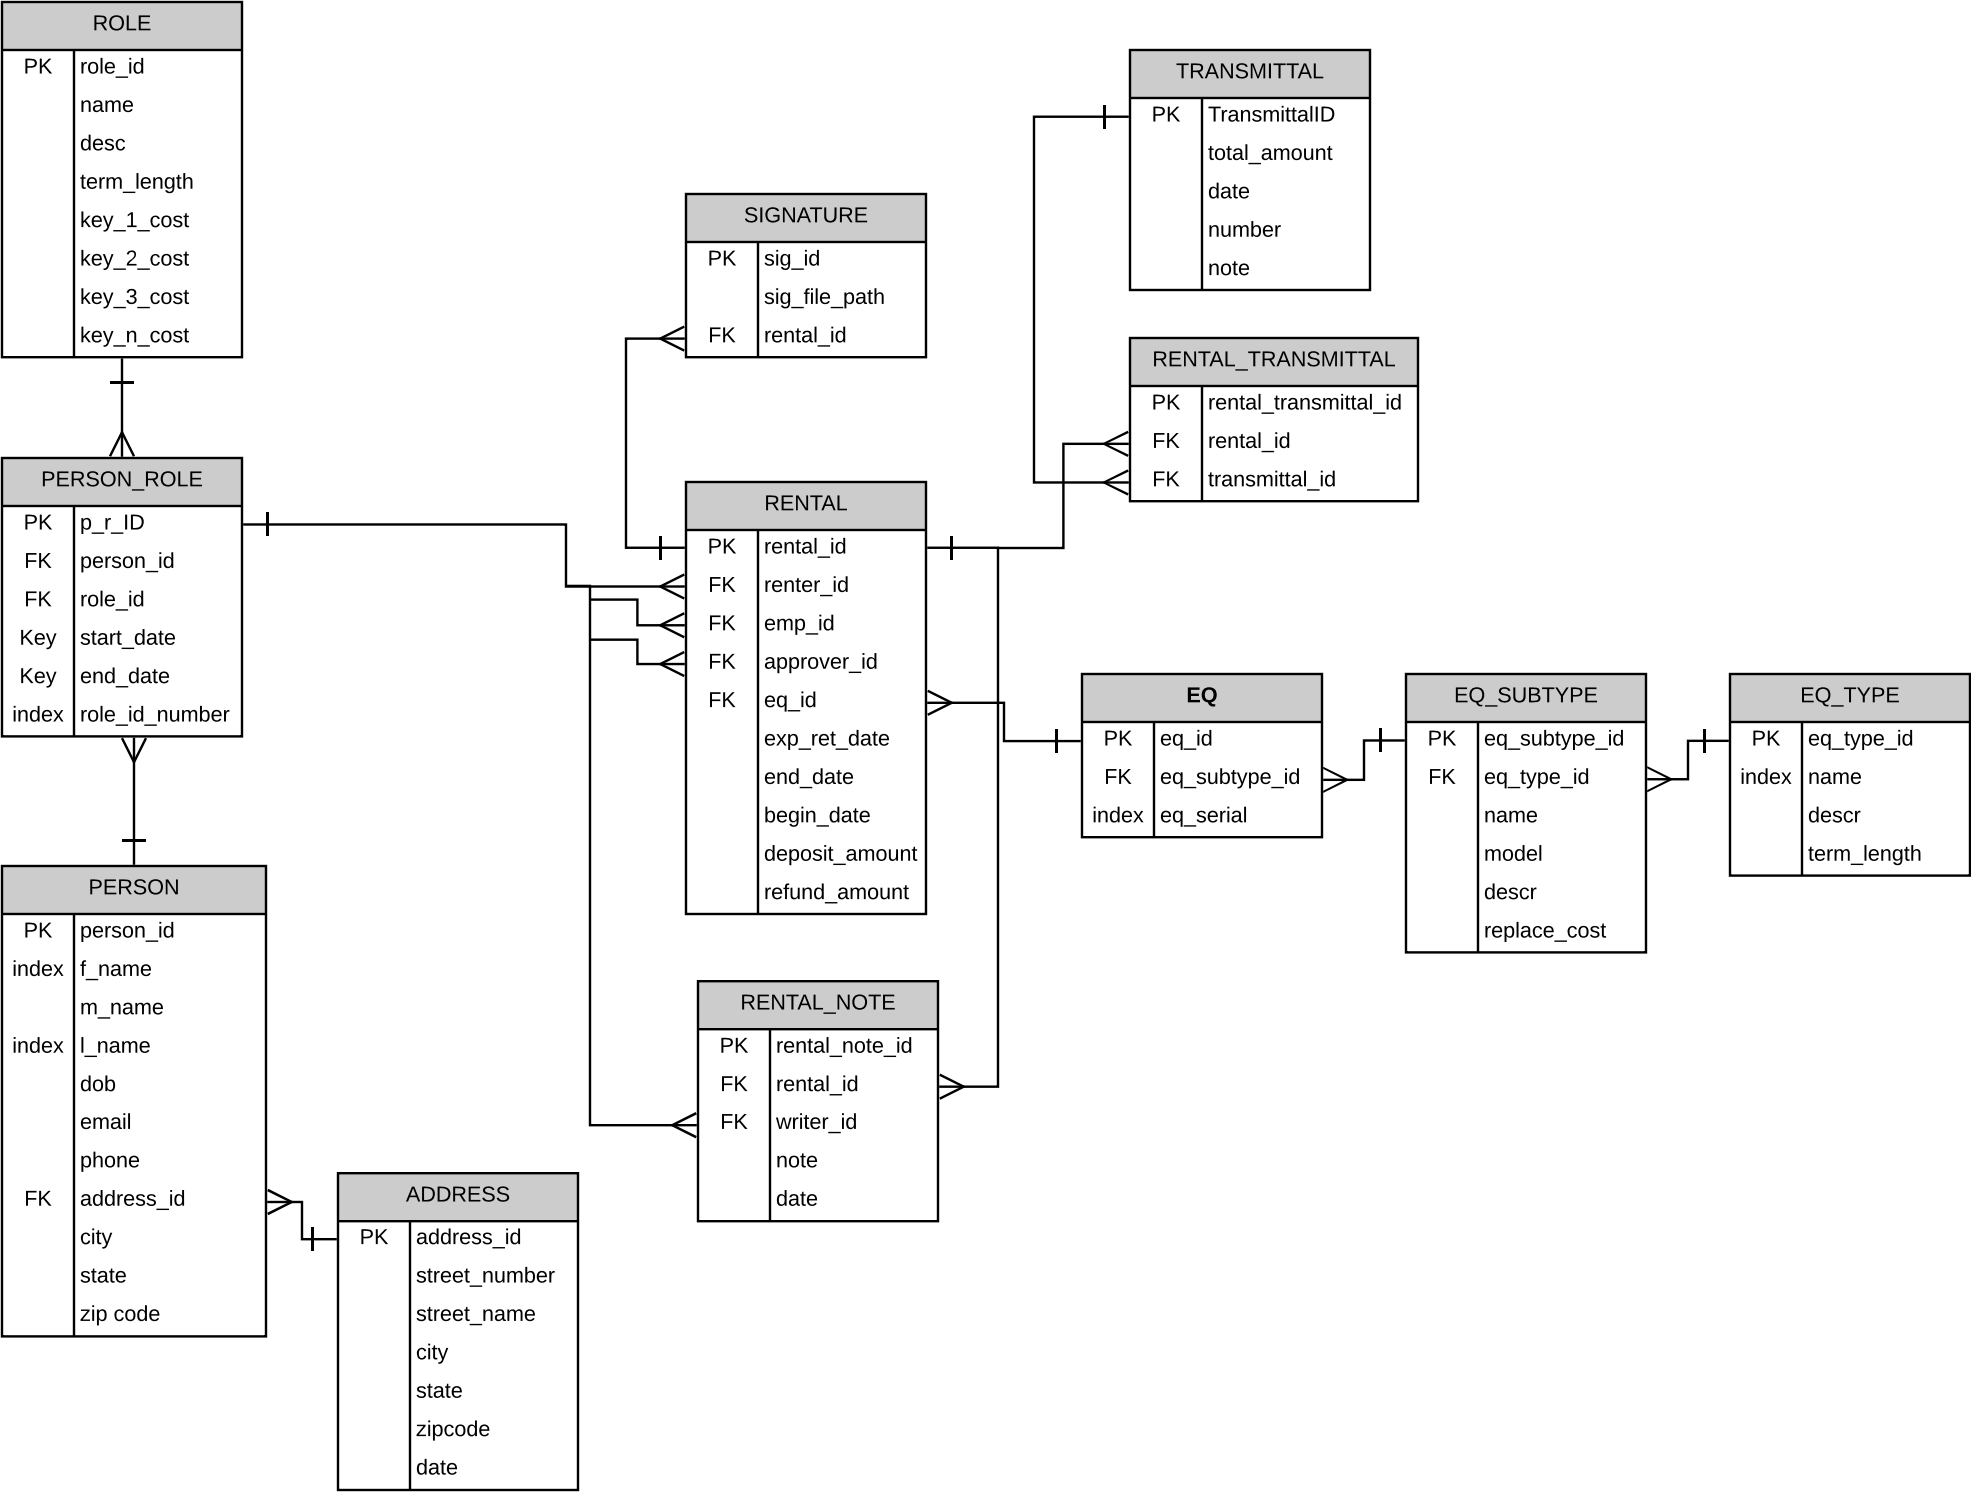 ROLE
PK role_id
name
desc
term_length
key_1_cost
key_2_cost
key_3_cost
key_n_cost
PERSON_ROLE
PK p_r_ID
FK person_id
FK role_id
Key start_date
Key end_date
index role_id_number
PERSON
PK person_id
index f_name
m_name
index l_name
dob
email
phone
FK address_id
city
state
zip code
ADDRESS
PK address_id
street_number
street_name
city
state
zipcode
date
SIGNATURE
PK sig_id
sig_file_path
FK rental_id
RENTAL
PK rental_id
FK renter_id
FK emp_id
FK approver_id
FK eq_id
exp_ret_date
end_date
begin_date
deposit_amount
refund_amount
RENTAL_NOTE
PK rental_note_id
FK rental_id
FK writer_id
note
date
TRANSMITTAL
PK TransmittalID
total_amount
date
number
note
RENTAL_TRANSMITTAL
PK rental_transmittal_id
FK rental_id
FK transmittal_id
EQ
PK eq_id
FK eq_subtype_id
index eq_serial
EQ_SUBTYPE
PK eq_subtype_id
FK eq_type_id
name
model
descr
replace_cost
EQ_TYPE
PK eq_type_id
index name
descr
term_length